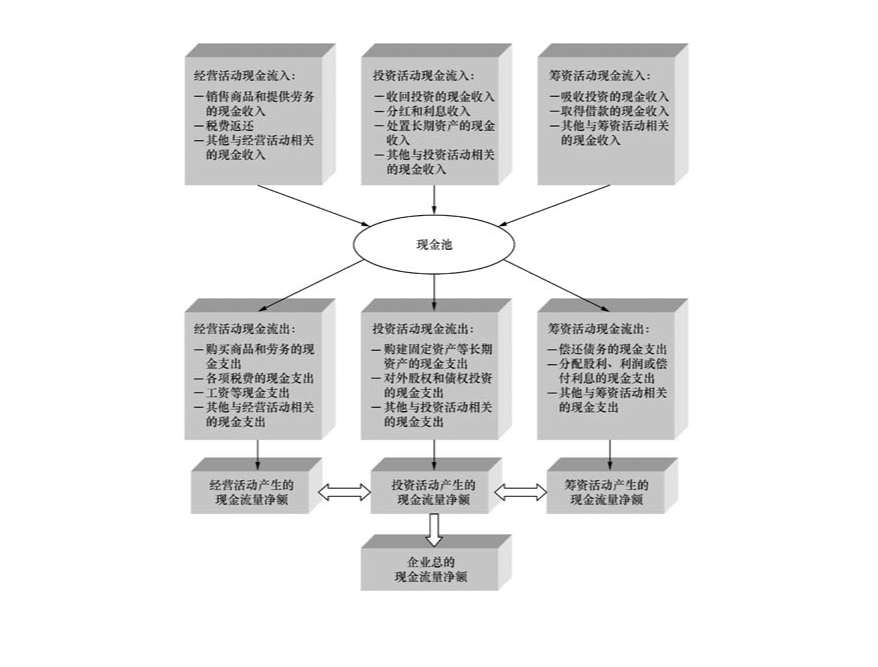 经营活动现金流入：
－销售商品和提供劳务
的现金收入
－税费返还
－其他与经营活动相关
的现金收入
投资活动现金流入：
－收回投资的现金收入
－分红和利息收入
－处置长期资产的现金
收入
－其他与投资活动相关
的现金收入
筹资活动现金流入：
－吸收投资的现金收入
－取得借款的现金收入
－其他与筹资活动相关
的现金收入
现金池
经营活动现金流出：
－购买商品和劳务的现
金支出
－各项税费的现金支出
－工资等现金支出
－其他与经营活动相关
的现金支出
投资活动现金流出：
－购建固定资产等长期
资产的现金支出
－对外股权和债权投资
的现金支出
－其他与投资活动相关
的现金支出
筹资活动现金流出：
－偿还债务的现金支出
－分配股利、利润或偿
付利息的现金支出
－其他与筹资活动相关
的现金支出
经营活动产生的
现金流量净额
投资活动产生的
现金流量净额
筹资活动产生的
现金流量净额
企业总的
现金流量净额